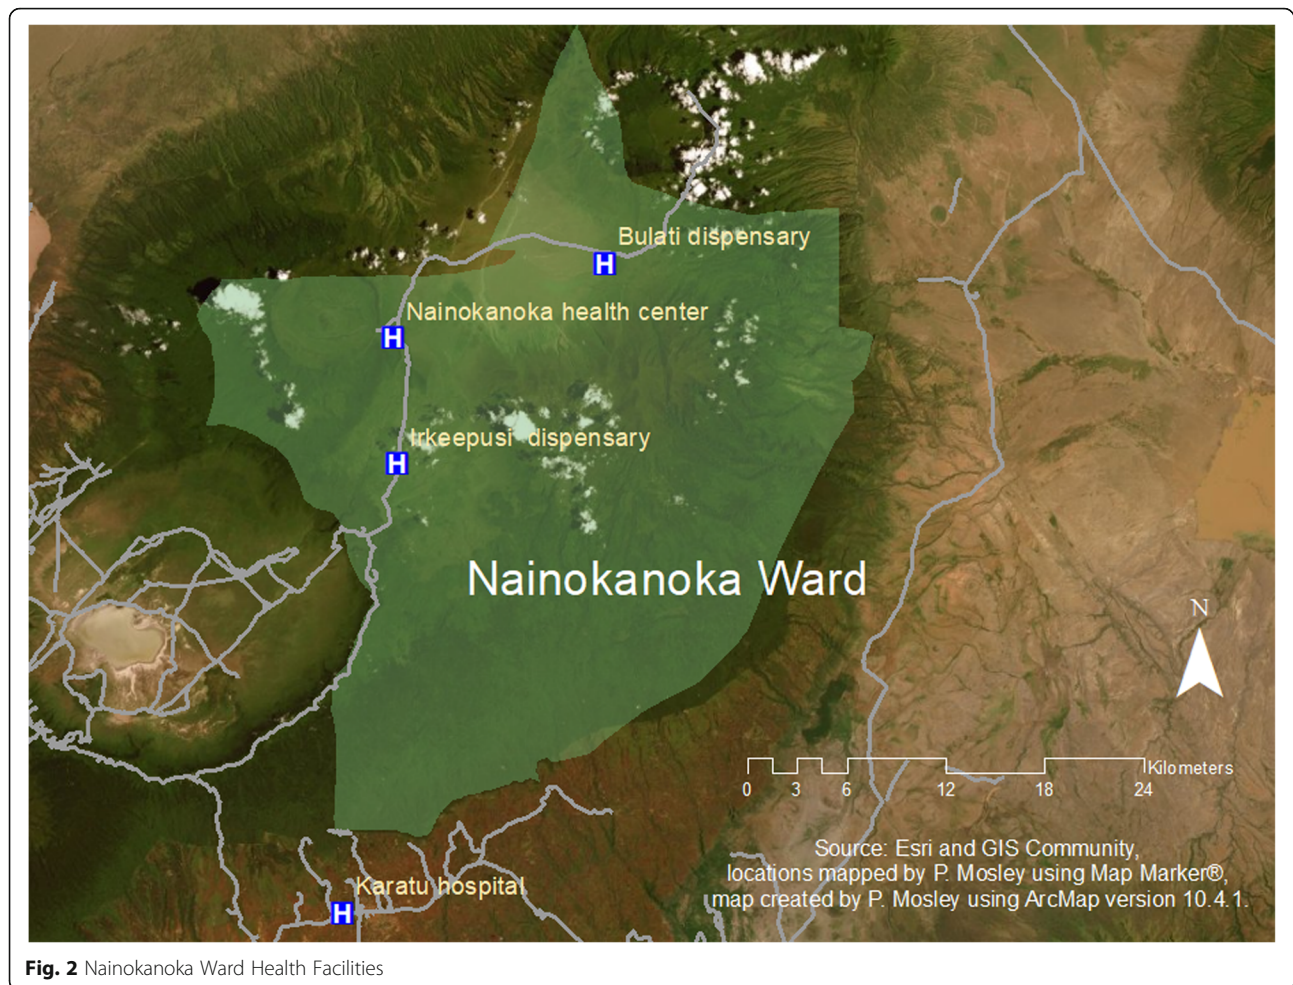 Bulati dispensary
H
Nainokanoka health center
H
Irkeepusi dispensary
H
Nainokanoka Ward
N
Kilometers
0 3 6 12 18 24
Source: Esri and GIS Community,
locations mapped by P. Mosley using Map Marker®,
map created by P. Mosley using ArcMap version 10.4.1.
Karatu hospital
H
Fig. 2 Nainokanoka Ward Health Facilities